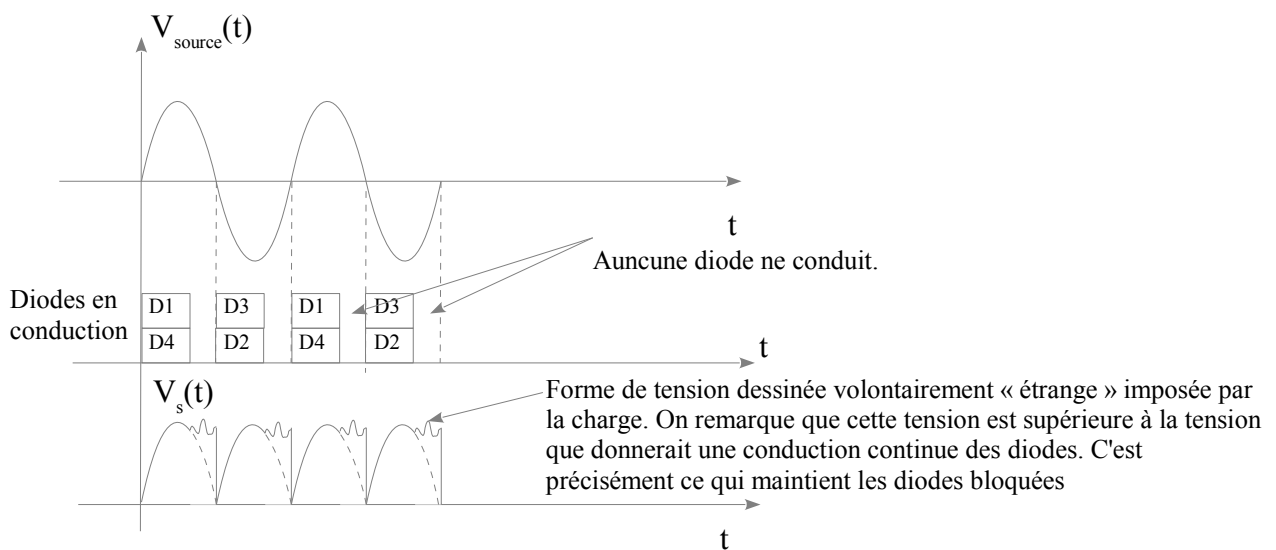 V source (t)
t
Auncune diode ne conduit.
Diodes en
conduction
D1 D3 D1 D3
D4 D2 D4 D2
t
V s (t)
Forme de tension dessinée volontairement « étrange » imposée par
la charge. On remarque que cette tension est supérieure à la tension
que donnerait une conduction continue des diodes. C'est
précisément ce qui maintient les diodes bloquées
t